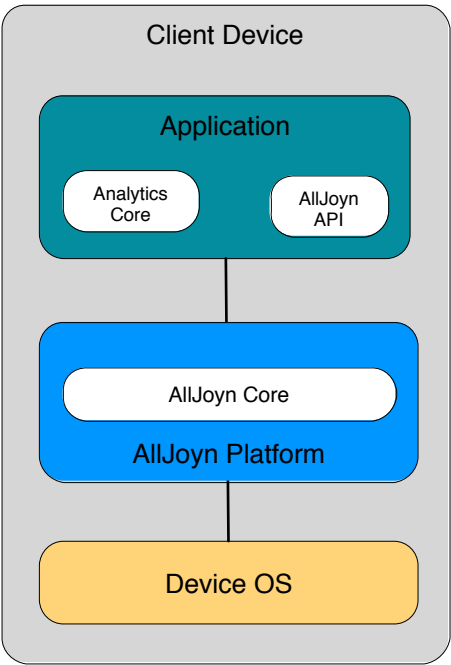 Client Device
Application
Analytics
Core
AllJoyn
API
AllJoyn Core
AllJoyn Platform
Device OS